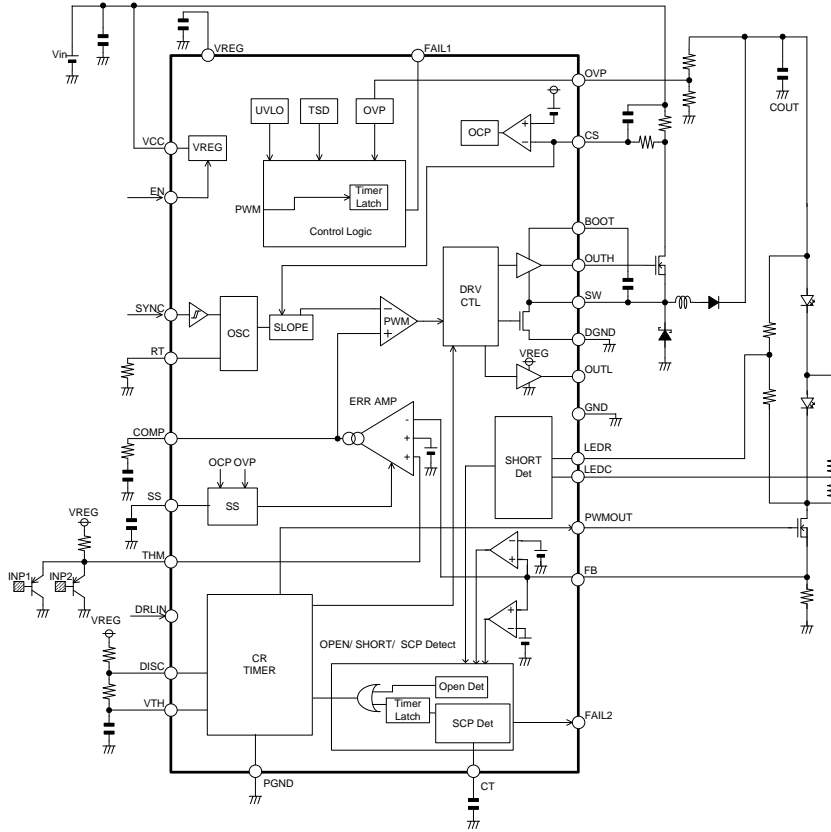 VREG
FAIL1
Vin
OVP
COUT
UVLO
TSD
OVP
OCP
CS
VCC
VREG
EN
Timer
Latch
PWM
Control Logic
BOOT
OUTH
DRV
CTL
SW
SYNC
OSC
SLOPE
PWM
DGND
RT
VREG
OUTL
ERR AMP
GND
COMP
LEDR
SHORT
Det
LEDC
OCP OVP
SS
SS
VREG
PWMOUT
THM
INP1
INP2
FB
DRLIN
VREG
OPEN/ SHORT/ SCP Detect
CR
TIMER
DISC
Open Det
VTH
Timer
Latch
SCP Det
FAIL2
PGND
CT